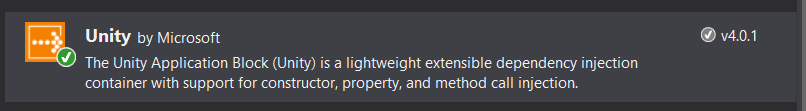 Unity by Microsoft v4.0.1
The Unity Application Block (Unity) is a lightweight extensible dependency injection
container with support for constructor, property, and method call injection.